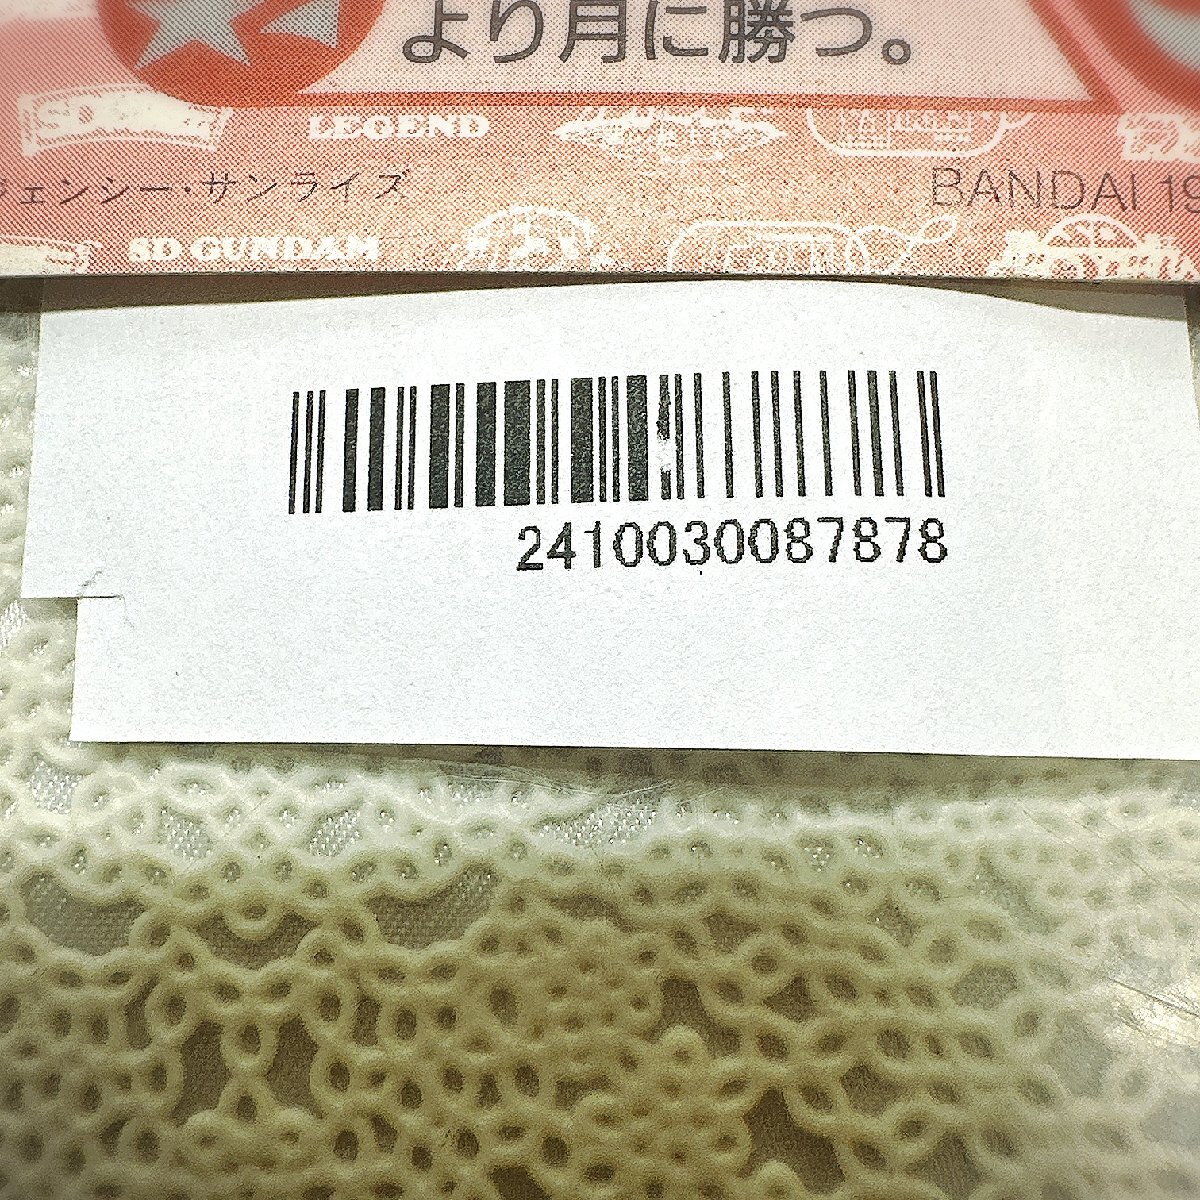 より月に勝つ。
LEGEND
ェンシー・サンライズ
BANDAI 19
SD GUNDAM
2410030087878